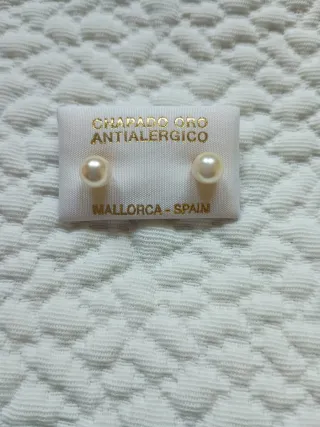 CHAPADO ORO
ANTIALERGICO
MALLORCA - SPAIN